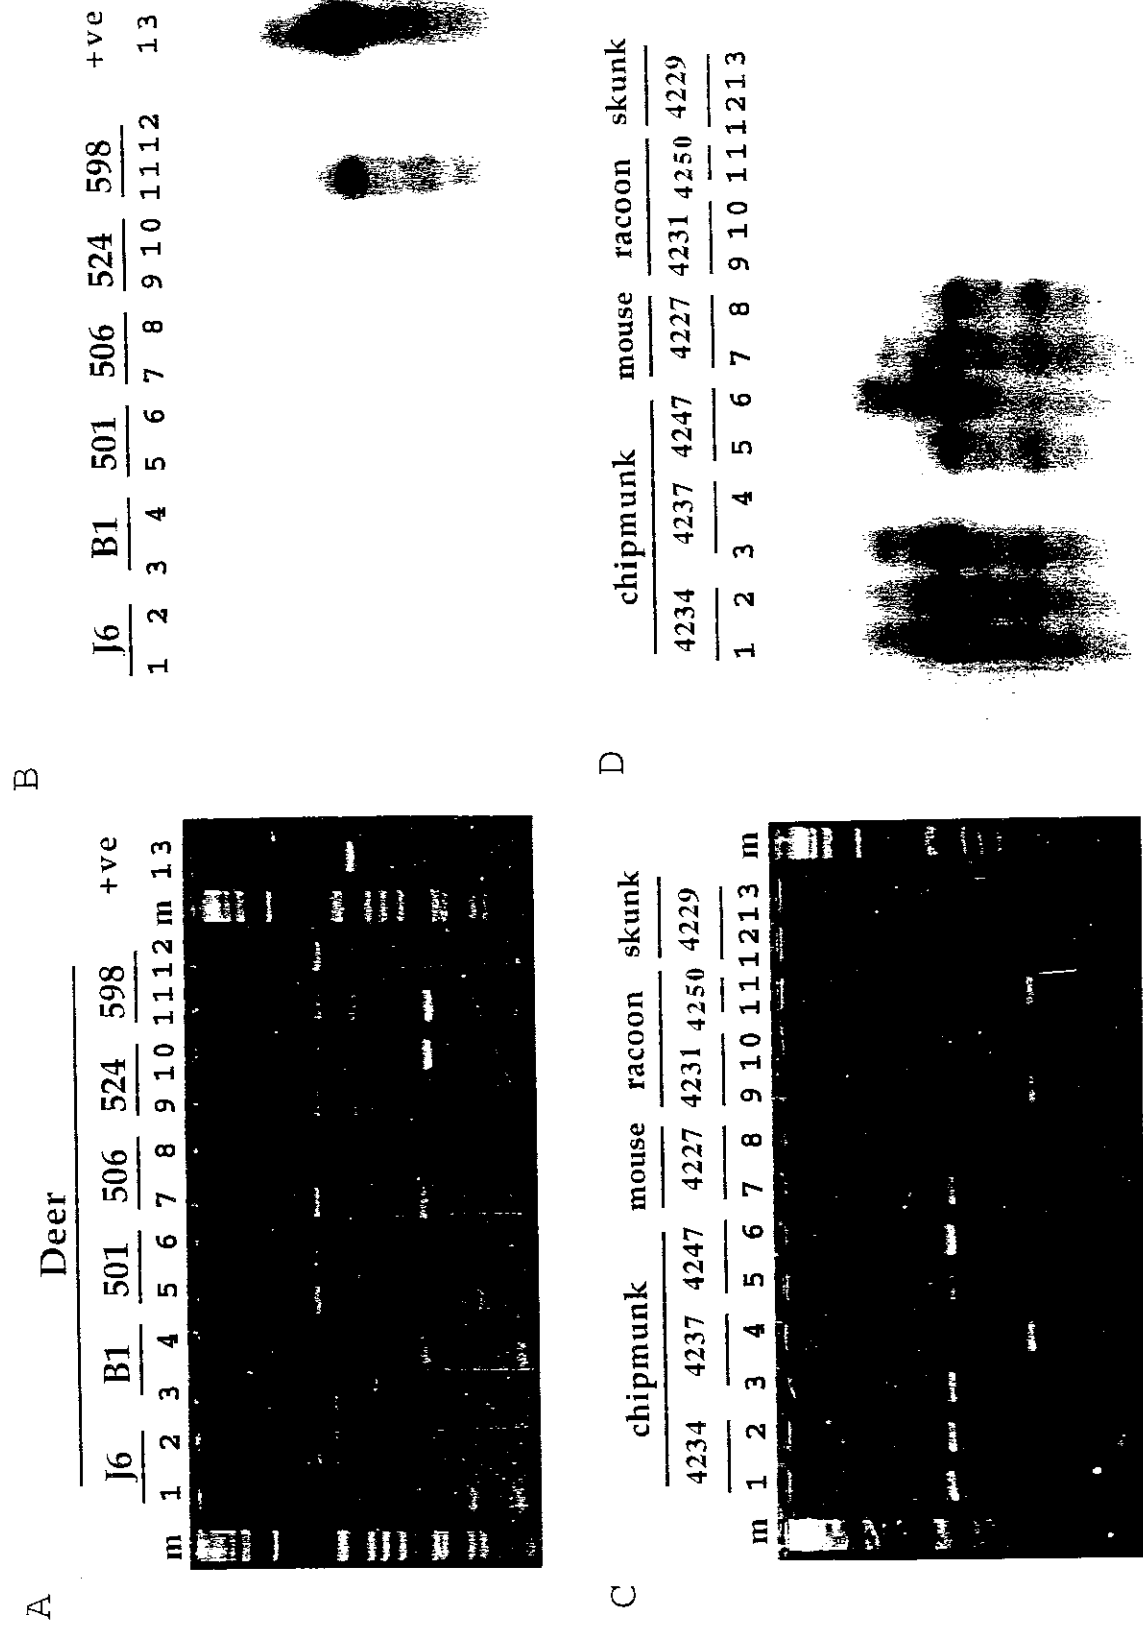 A
Deer
J6 B1 501 506 524 598 +ve
m 1 2 3 4 5 6 7 8 9 10 11 12 m 13
B
J6 B1 501 506 524 598 +ve
1 2 3 4 5 6 7 8 9 10 11 12 13
C
chipmunk mouse racoon skunk
4234 4237 4247 4227 4231 4250 4229
m 1 2 3 4 5 6 7 8 9 10 11 12 13 m
D
chipmunk mouse racoon skunk
4234 4237 4247 4227 4231 4250 4229
1 2 3 4 5 6 7 8 9 10 11 12 13